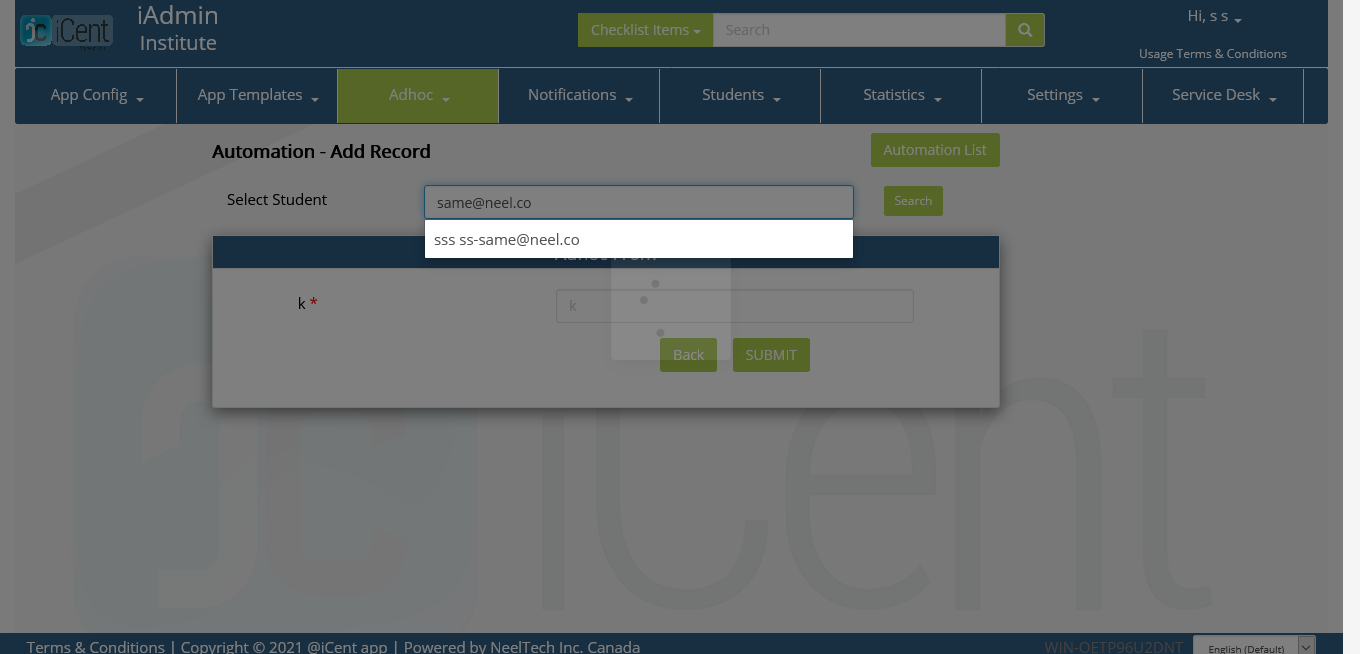 iCent
iAdmin
Institute
Checklist Items
Search
Hi, s s
Usage Terms & Conditions
App Config
App Templates
Adhoc
Notifications
Students
Statistics
Settings
Service Desk
Automation - Add Record
Automation List
Select Student
same@neel.co
Search
sss ss-same@neel.co
k *
k
Back
SUBMIT
iCent
Terms & Conditions | Copyright © 2021 @iCent app | Powered by NeelTech Inc. Canada
WIN-OETP96U2DNT
English (Default)